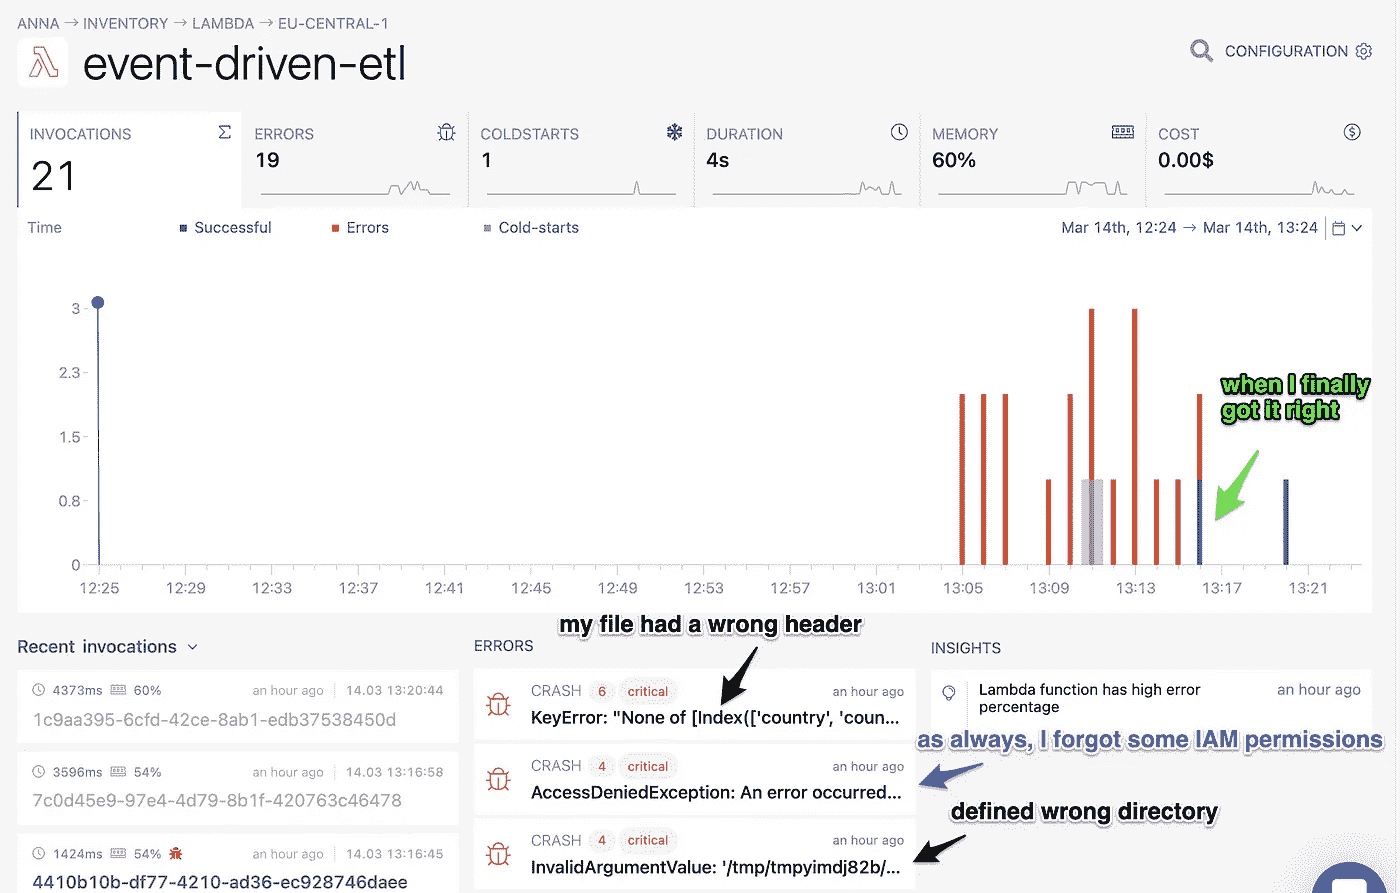 ANNA → INVENTORY → LAMBDA → EU-CENTRAL-1
event-driven-etl
CONFIGURATION
INVOCATIONS
21
ERRORS
19
COLDSTARTS
1
DURATION
4s
MEMORY
60%
COST
0.00$
Time
Successful
Errors
Cold-starts
Mar 14th, 12:24 → Mar 14th, 13:24
3
2.3
1.5
0.8
0
when I finally
got it right
12:25 12:29 12:33 12:37 12:41 12:45 12:49 12:53 12:57 13:01 13:05 13:09 13:13 13:17 13:21
my file had a wrong header
Recent invocations
4373ms 60% an hour ago 14.03 13:20:44
1c9aa395-6cfd-42ce-8ab1-edb37538450d
3596ms 54% an hour ago 14.03 13:16:58
7c0d45e9-97e4-4d79-8b1f-420763c46478
1424ms 54% an hour ago 14.03 13:16:45
4410b10b-df77-4210-ad36-ec928746daee
ERRORS
CRASH 6 critical an hour ago
KeyError: "None of [Index(['country', 'coun...
CRASH 4 critical an hour ago
AccessDeniedException: An error occurred...
CRASH 4 critical an hour ago
InvalidArgumentValue: '/tmp/tmpyimdj82b/...
INSIGHTS
Lambda function has high error
percentage
an hour ago
as always, I forgot some IAM permissions
defined wrong directory